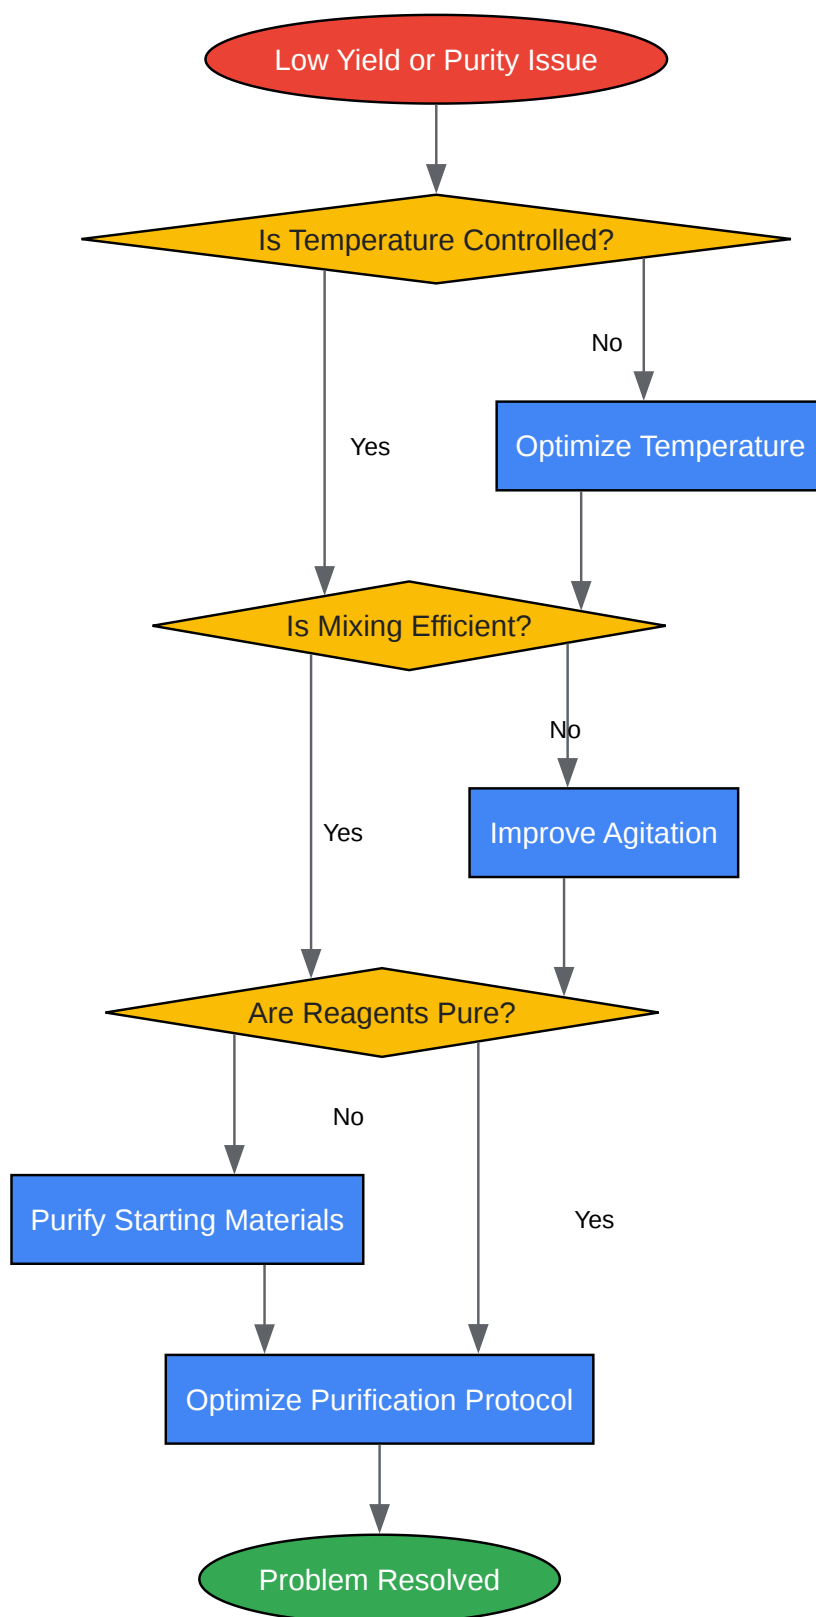 Low Yield or Purity Issue
Is Temperature Controlled?
No
Yes
Optimize Temperature
Is Mixing Efficient?
No
Yes
Improve Agitation
Are Reagents Pure?
No
Purify Starting Materials
Yes
Optimize Purification Protocol
Problem Resolved